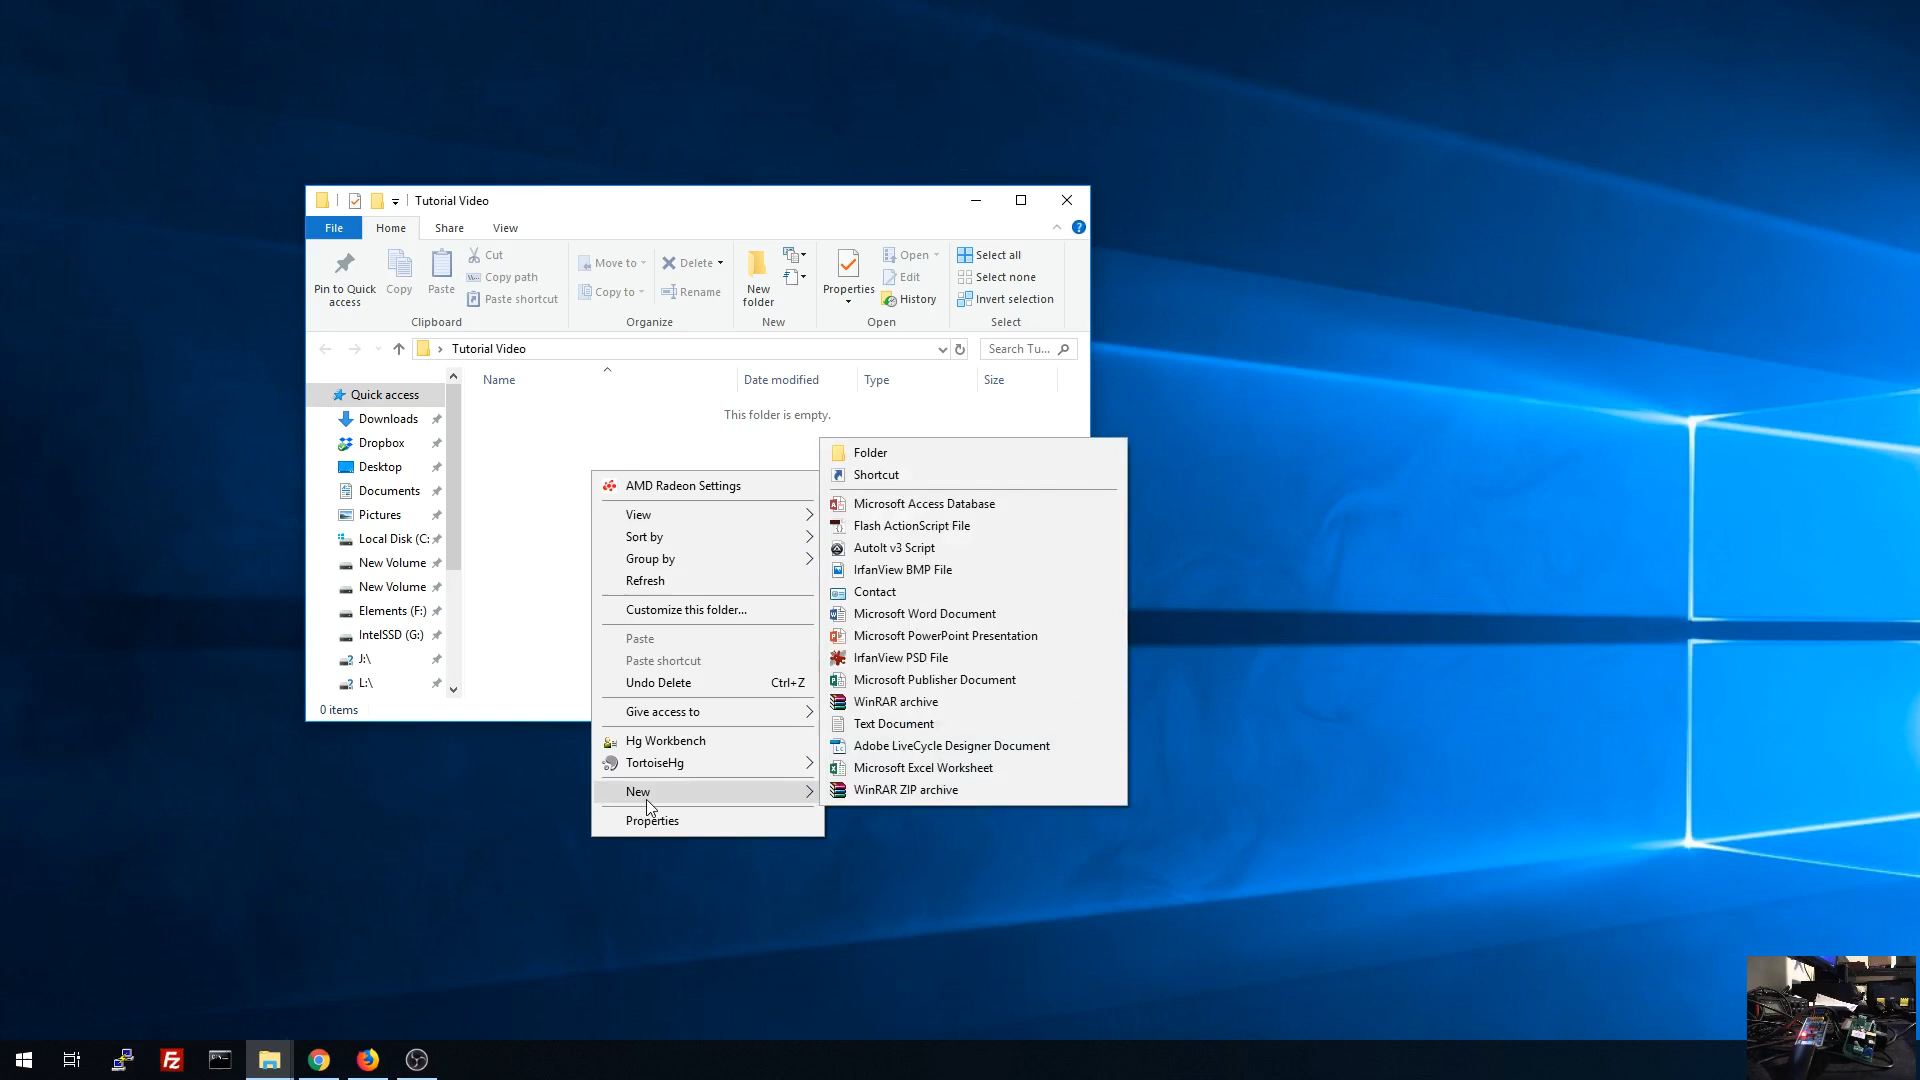 Tutorial Video
File
Home
Share
View
Pin to Quick
access
Copy
Paste
Cut
Copy path
Paste shortcut
Clipboard
Move to
Copy to
Delete
Rename
Organize
New
folder
New
Properties
Open
Edit
History
Open
Select all
Select none
Invert selection
Select
Tutorial Video
Search Tu...
Name
Date modified
Type
Size
This folder is empty.
Quick access
Downloads
Dropbox
Desktop
Documents
Pictures
Local Disk (C:
New Volume
New Volume
Elements (F:)
IntelSSD (G:)
J:\
L:\
0 items
AMD Radeon Settings
View
Sort by
Group by
Refresh
Customize this folder...
Paste
Paste shortcut
Undo Delete Ctrl+Z
Give access to
Hg Workbench
TortoiseHg
New
Properties
Folder
Shortcut
Microsoft Access Database
Flash ActionScript File
AutoIt v3 Script
IrfanView BMP File
Contact
Microsoft Word Document
Microsoft PowerPoint Presentation
IrfanView PSD File
Microsoft Publisher Document
WinRAR archive
Text Document
Adobe LiveCycle Designer Document
Microsoft Excel Worksheet
WinRAR ZIP archive
Fz